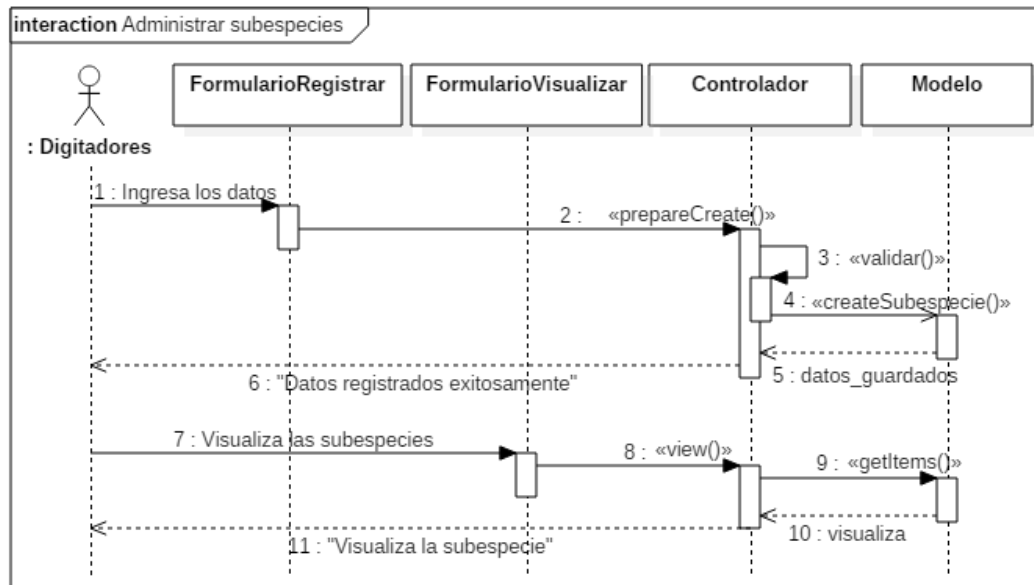 interaction Administrar subespecies
FormularioRegistrar
FormularioVisualizar
Controlador
Modelo
: Digitadores
1 : Ingresa los datos
2 : «prepareCreate()»
3 : «validar()»
4 : «createSubespecie()»
5 : datos_guardados
6 : "Datos registrados exitosamente"
7 : Visualiza las subespecies
8 : «view()»
9 : «getItems()»
10 : visualiza
11 : "Visualiza la subespecie"